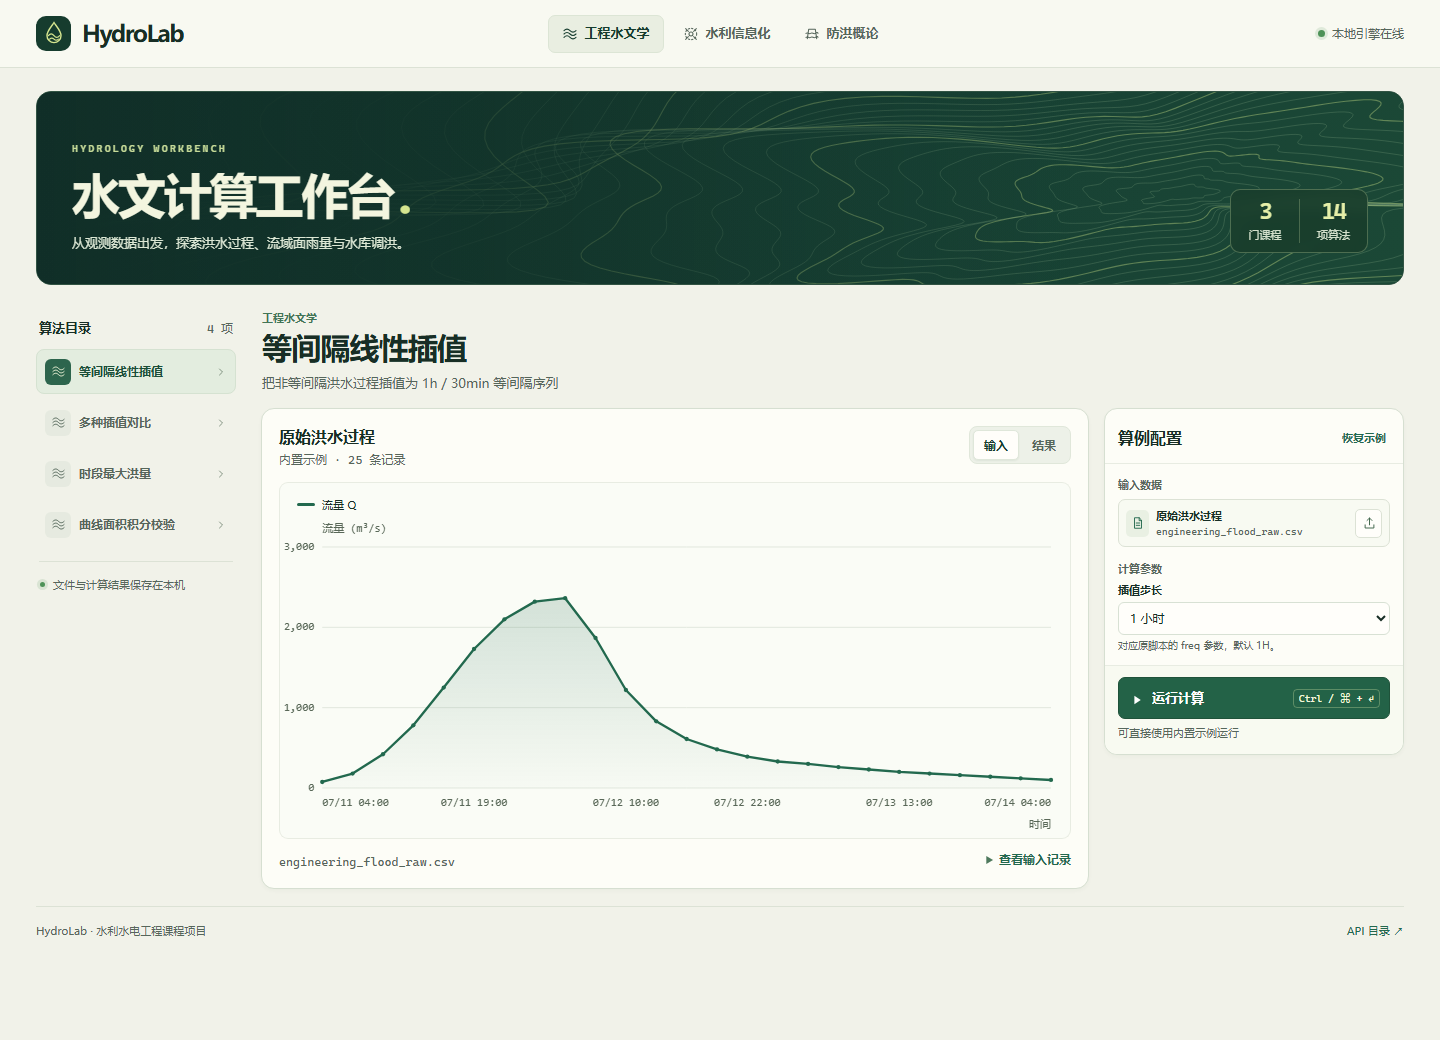 HydroLab
工程水文学
水利信息化
防洪概论
本地引擎在线
HYDROLOGY WORKBENCH
水文计算工作台.
从观测数据出发，探索洪水过程、流域面雨量与水库调洪。
3
门课程
14
项算法
算法目录
4 项
等间隔线性插值
多种插值对比
时段最大洪量
曲线面积积分校验
文件与计算结果保存在本机
工程水文学
等间隔线性插值
把非等间隔洪水过程插值为 1h / 30min 等间隔序列
原始洪水过程
内置示例 · 25 条记录
输入
结果
流量 Q
流量 (m³/s)
3,000
2,000
1,000
0
07/11 04:00
07/11 19:00
07/12 10:00
07/12 22:00
07/13 13:00
07/14 04:00
时间
engineering_flood_raw.csv
查看输入记录
算例配置
恢复示例
输入数据
原始洪水过程
engineering_flood_raw.csv
计算参数
插值步长
1 小时
对应原脚本的 freq 参数，默认 1H。
运行计算
Ctrl / ⌘ + ↵
可直接使用内置示例运行
HydroLab · 水利水电工程课程项目
API 目录 ↗